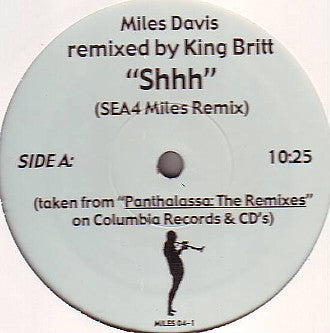 Miles Davis
remixed by King Britt
"Shhh"
(SEA4 Miles Remix)
SIDE A: 10:25
(taken from "Panthalassa: The Remixes"
on Columbia Records & CD's)
MILES 04-1